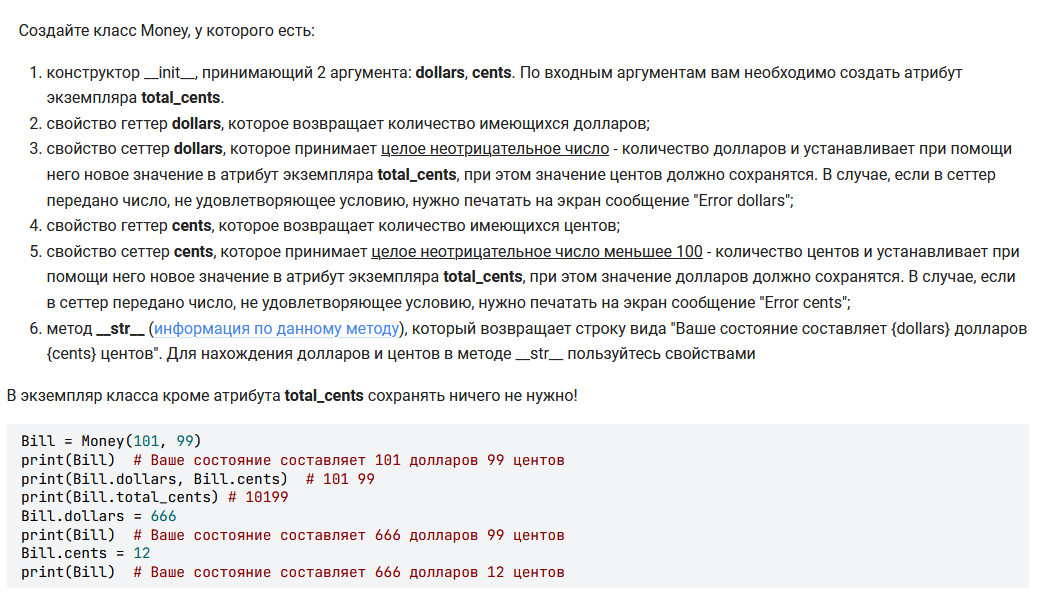 Создайте класс Money, у которого есть:
1. конструктор __init__, принимающий 2 аргумента: dollars, cents. По входным аргументам вам необходимо создать атрибут
экземпляра total_cents.
2. свойство геттер dollars, которое возвращает количество имеющихся долларов;
3. свойство сеттер dollars, которое принимает целое неотрицательное число - количество долларов и устанавливает при помощи
него новое значение в атрибут экземпляра total_cents, при этом значение центов должно сохранятся. В случае, если в сеттер
передано число, не удовлетворяющее условию, нужно печатать на экран сообщение "Error dollars";
4. свойство геттер cents, которое возвращает количество имеющихся центов;
5. свойство сеттер cents, которое принимает целое неотрицательное число меньшее 100 - количество центов и устанавливает при
помощи него новое значение в атрибут экземпляра total_cents, при этом значение долларов должно сохранятся. В случае, если
в сеттер передано число, не удовлетворяющее условию, нужно печатать на экран сообщение "Error cents";
6. метод __str__ (информация по данному методу), который возвращает строку вида "Ваше состояние составляет {dollars} долларов
{cents} центов". Для нахождения долларов и центов в методе __str__ пользуйтесь свойствами
В экземпляр класса кроме атрибута total_cents сохранять ничего не нужно!
Bill = Money(101, 99)
print(Bill)  # Ваше состояние составляет 101 долларов 99 центов
print(Bill.dollars, Bill.cents)  # 101 99
print(Bill.total_cents) # 10199
Bill.dollars = 666
print(Bill)  # Ваше состояние составляет 666 долларов 99 центов
Bill.cents = 12
print(Bill)  # Ваше состояние составляет 666 долларов 12 центов